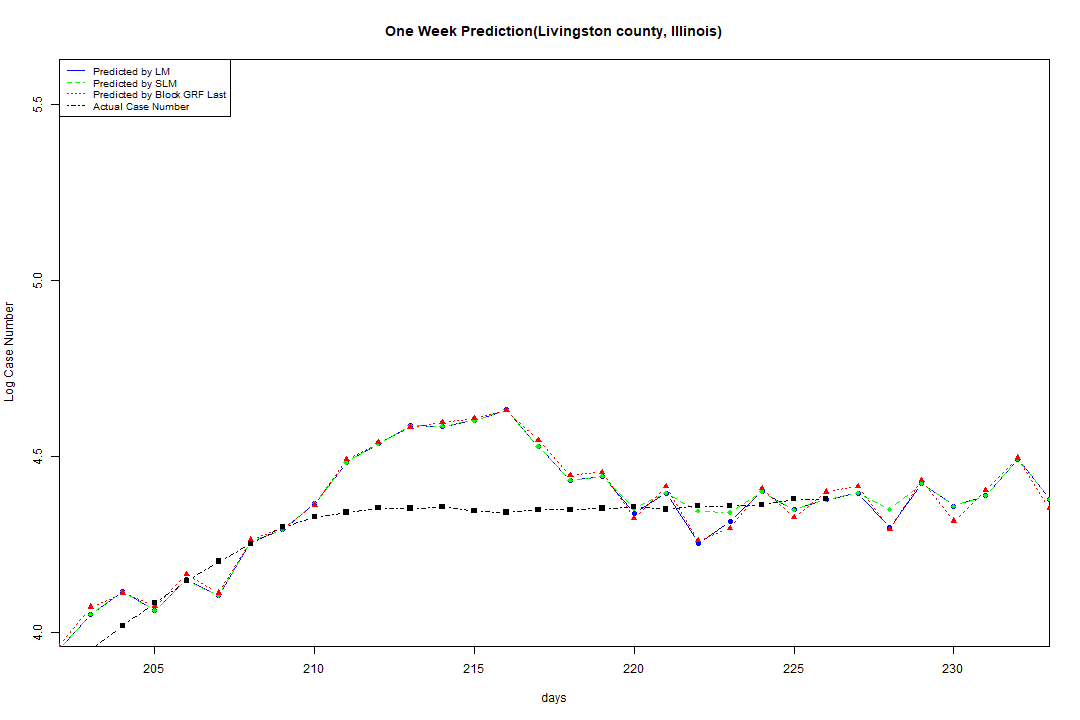 One Week Prediction(Livingston county, Illinois)
Predicted by LM
Predicted by SLM
Predicted by Block GRF Last
Actual Case Number
5.5
5.0
4.5
4.0
Log Case Number
205
210
215
220
225
230
days